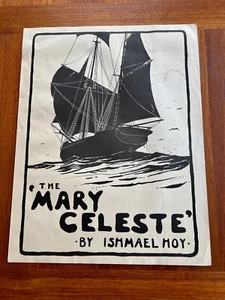 THE
'MARY
CELESTE'
·BY ISHMAEL HOY·